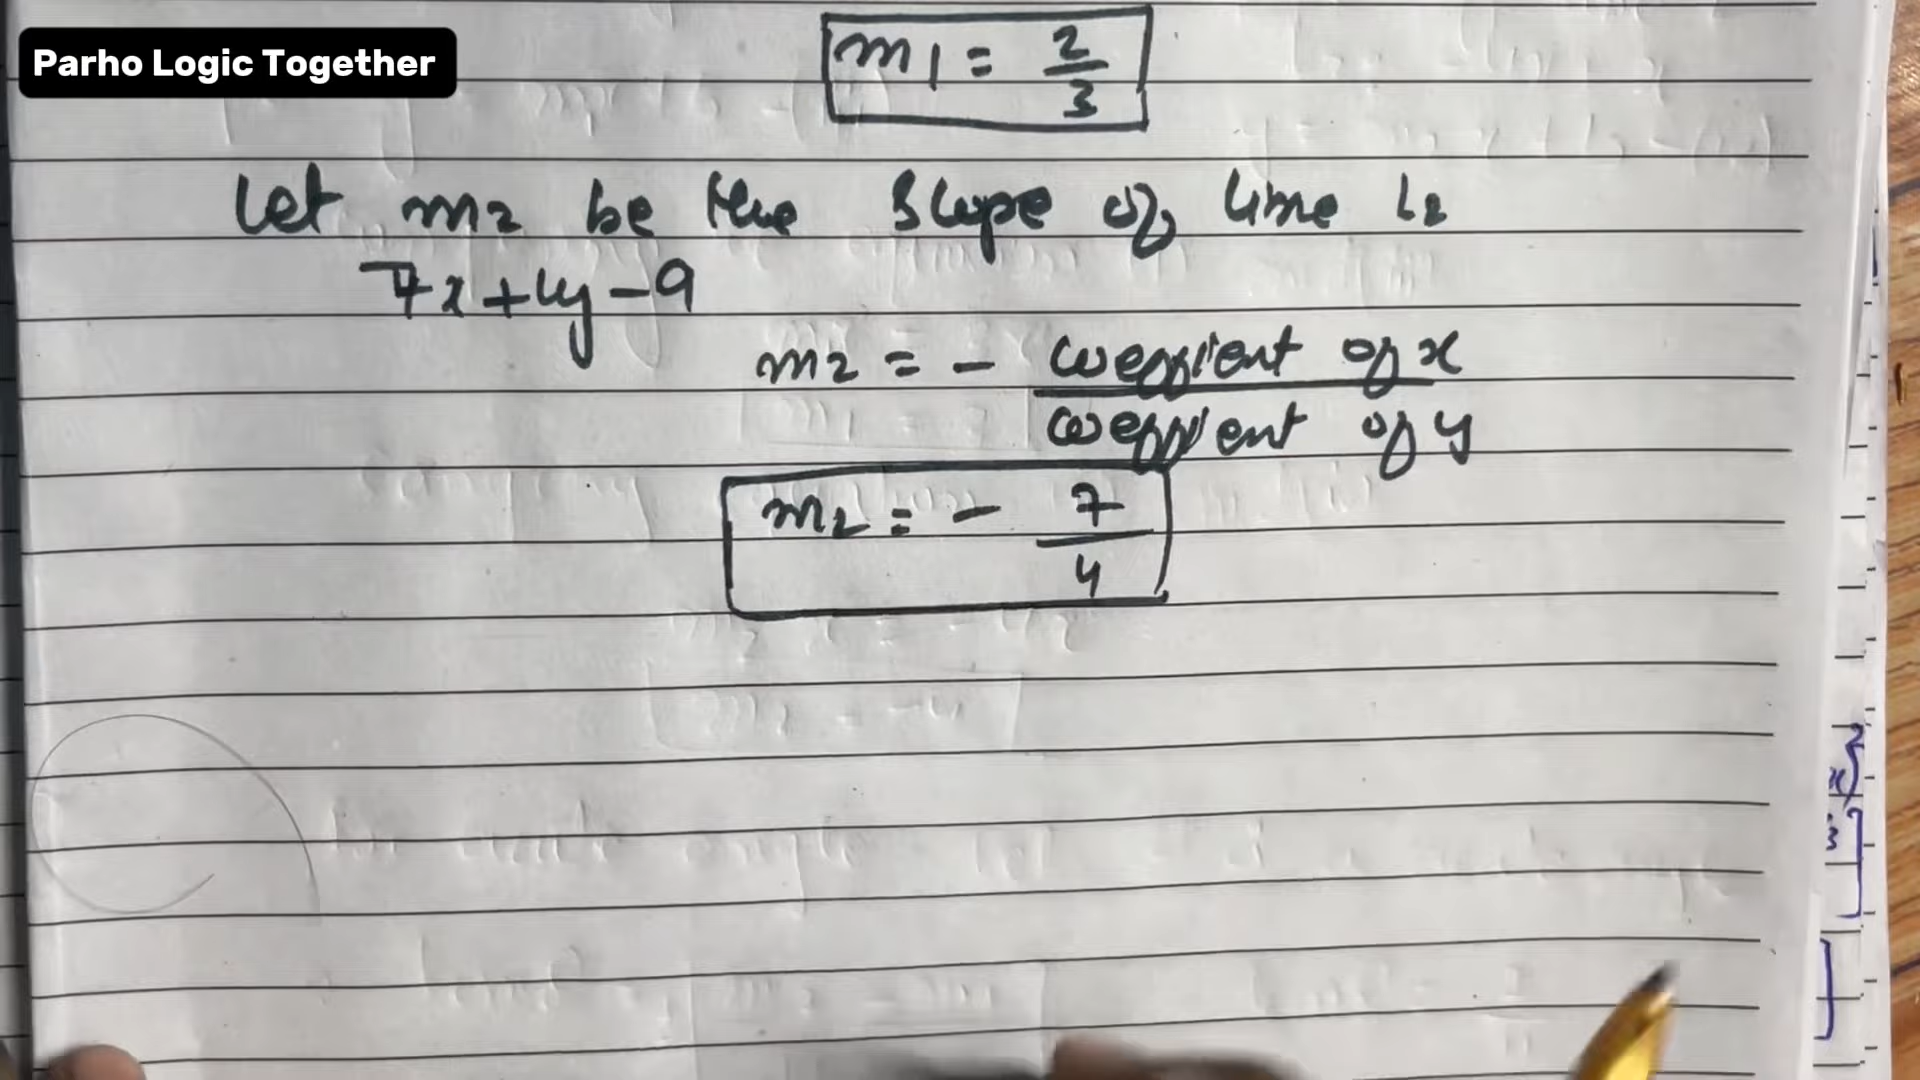 Parho Logic Together
m1 = 2/3
Let m2 be the slope of line l2
7x + 4y - 9
m2 = - coefficient of x / coefficient of y
m2 = - 7/4